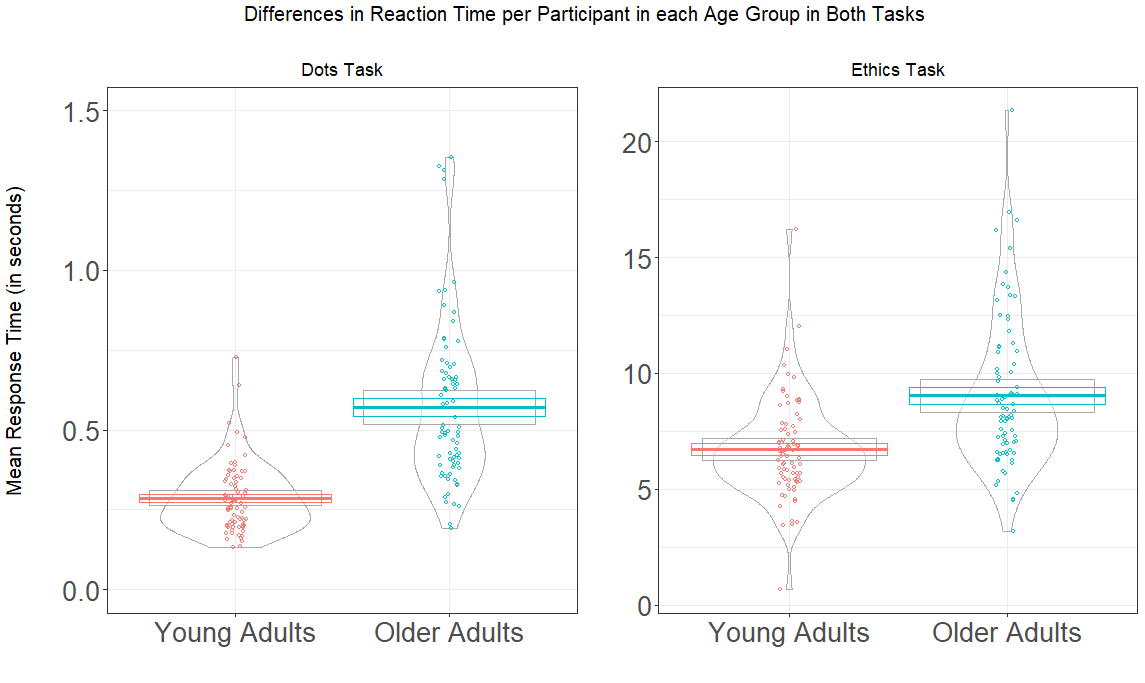 Differences in Reaction Time per Participant in each Age Group in Both Tasks
Dots Task
Ethics Task
Mean Response Time (in seconds)
1.5
1.0
0.5
0.0
20
15
10
5
0
Young Adults
Older Adults
Young Adults
Older Adults